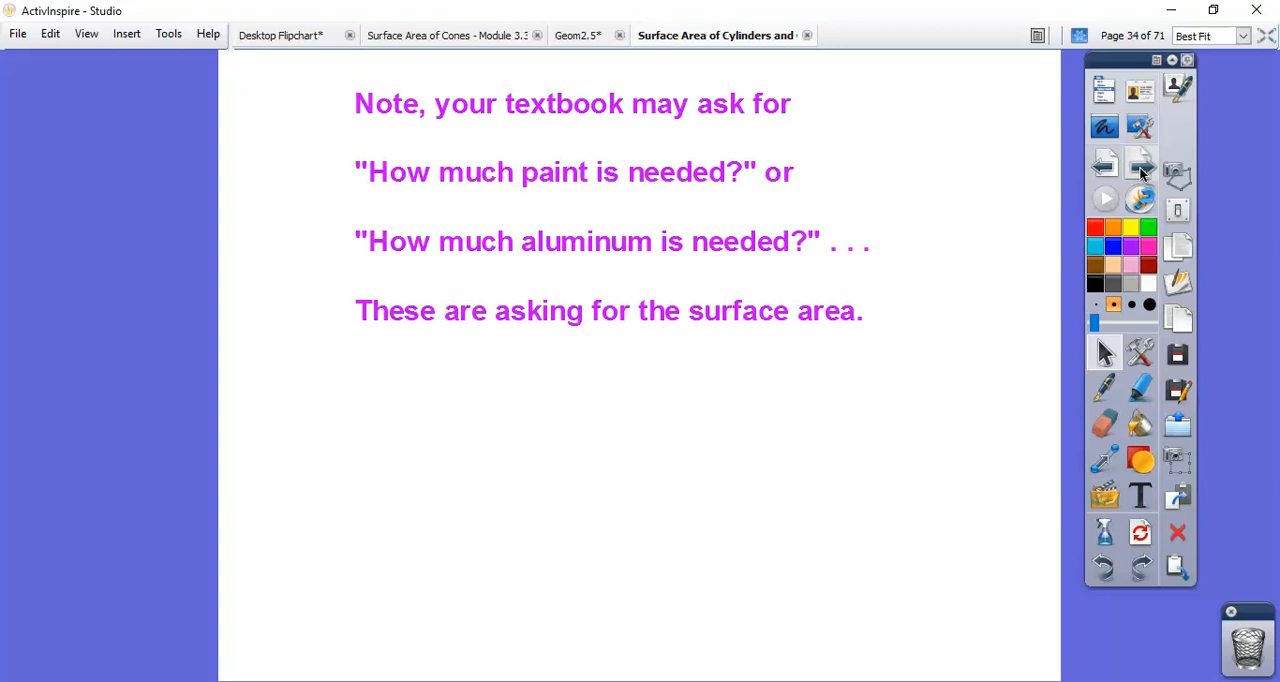 ActivInspire - Studio
File Edit View Insert Tools Help
Desktop Flipchart*
Surface Area of Cones - Module 3.3
Geom2.5*
Surface Area of Cylinders and
Page 34 of 71
Best Fit
Note, your textbook may ask for
"How much paint is needed?" or
"How much aluminum is needed?" . . .
These are asking for the surface area.
T